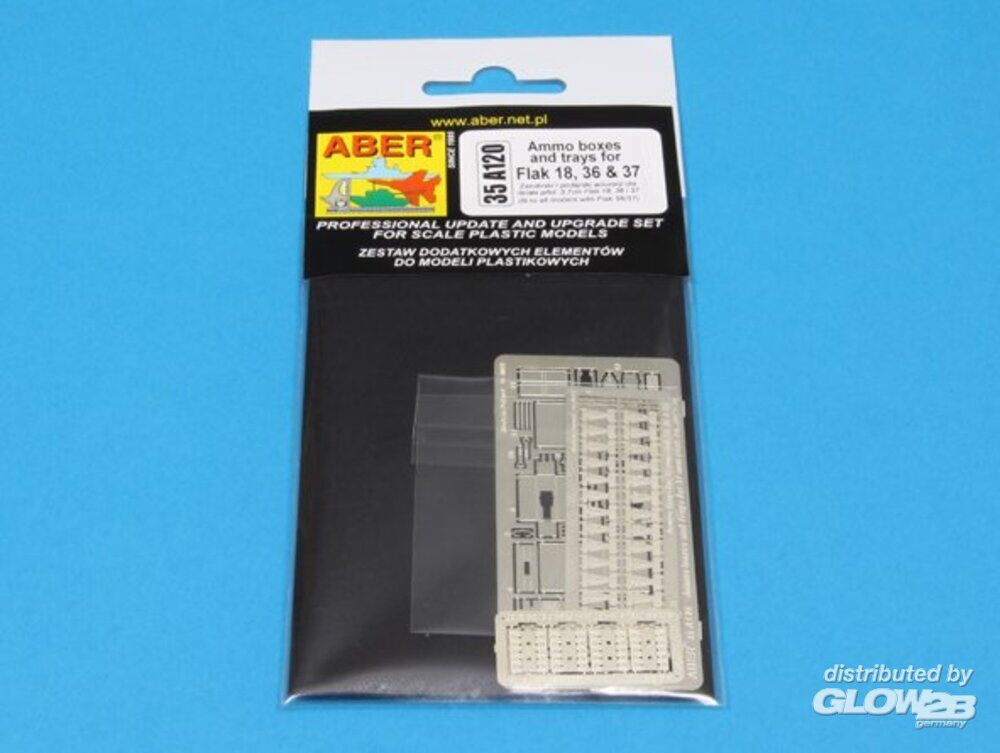 www.aber.net.pl
ABER®
SINCE 1995
35 A120
Ammo boxes
and trays for
Flak 18, 36 & 37
PROFESSIONAL UPDATE AND UPGRADE SET
FOR SCALE PLASTIC MODELS
ZESTAW DODATKOWYCH ELEMENTÓW
DO MODELI PLASTIKOWYCH
distributed by
GLOW2B
germany